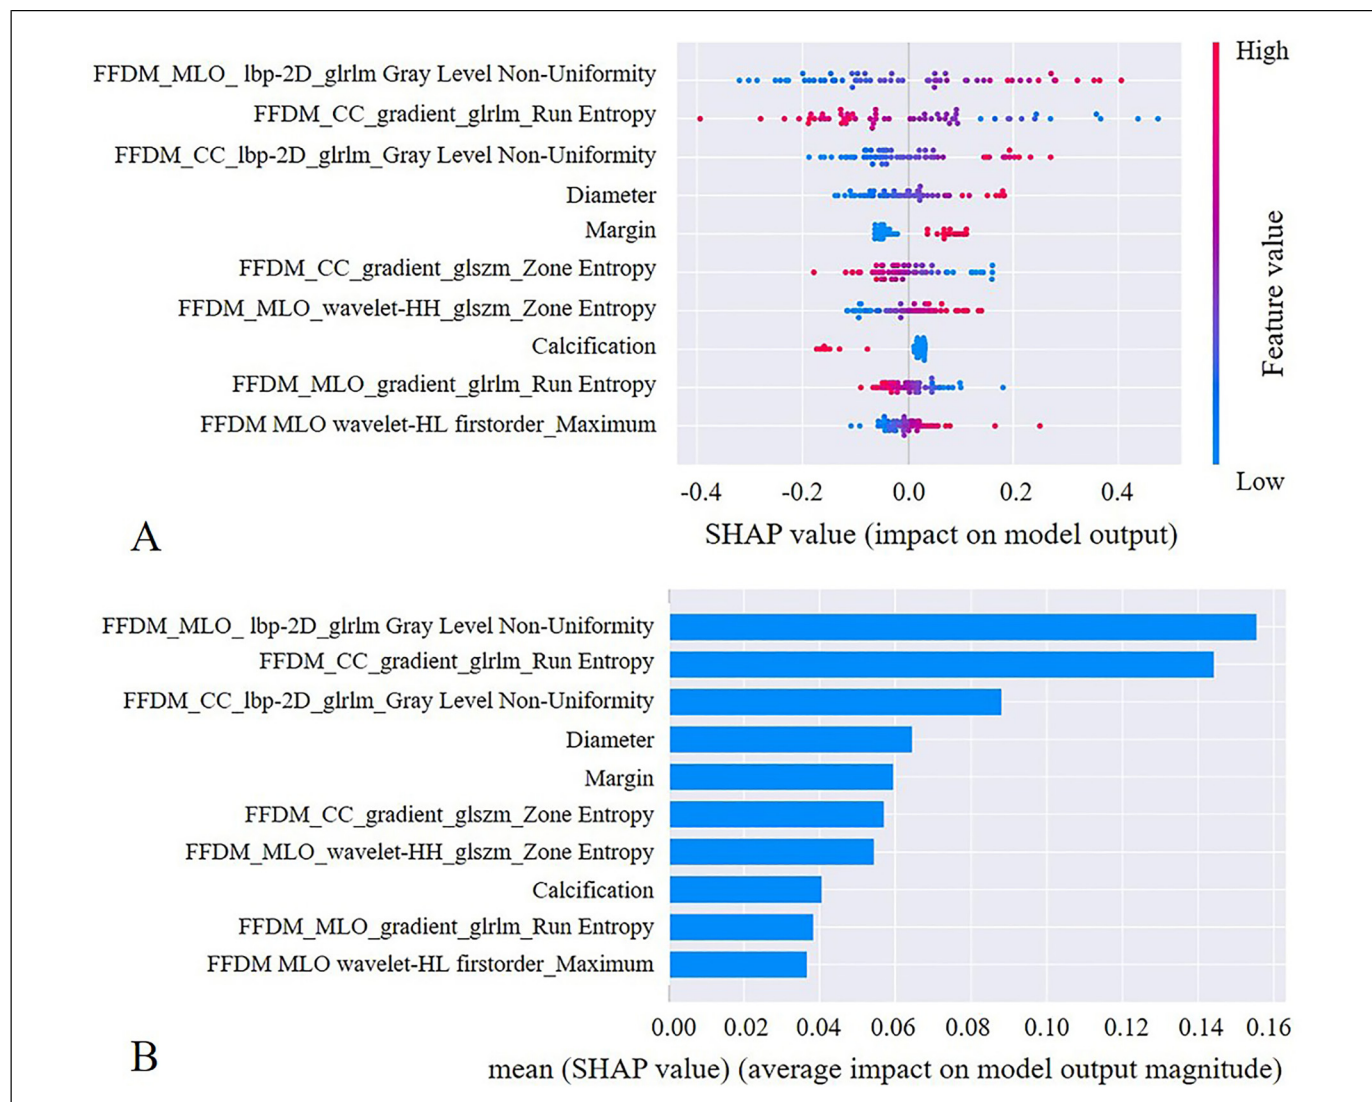 FFDM_MLO_ lbp-2D_glrlm Gray Level Non-Uniformity
FFDM_CC_gradient_glrlm_Run Entropy
FFDM_CC_lbp-2D_glrlm_Gray Level Non-Uniformity
Diameter
Margin
FFDM_CC_gradient_glszm_Zone Entropy
FFDM_MLO_wavelet-HH_glszm_Zone Entropy
Calcification
FFDM_MLO_gradient_glrlm_Run Entropy
FFDM MLO wavelet-HL firstorder_Maximum
-0.4 -0.2 0.0 0.2 0.4
SHAP value (impact on model output)
High
Feature value
Low
A
FFDM_MLO_ lbp-2D_glrlm Gray Level Non-Uniformity
FFDM_CC_gradient_glrlm_Run Entropy
FFDM_CC_lbp-2D_glrlm_Gray Level Non-Uniformity
Diameter
Margin
FFDM_CC_gradient_glszm_Zone Entropy
FFDM_MLO_wavelet-HH_glszm_Zone Entropy
Calcification
FFDM_MLO_gradient_glrlm_Run Entropy
FFDM MLO wavelet-HL firstorder_Maximum
0.00 0.02 0.04 0.06 0.08 0.10 0.12 0.14 0.16
mean (SHAP value) (average impact on model output magnitude)
B